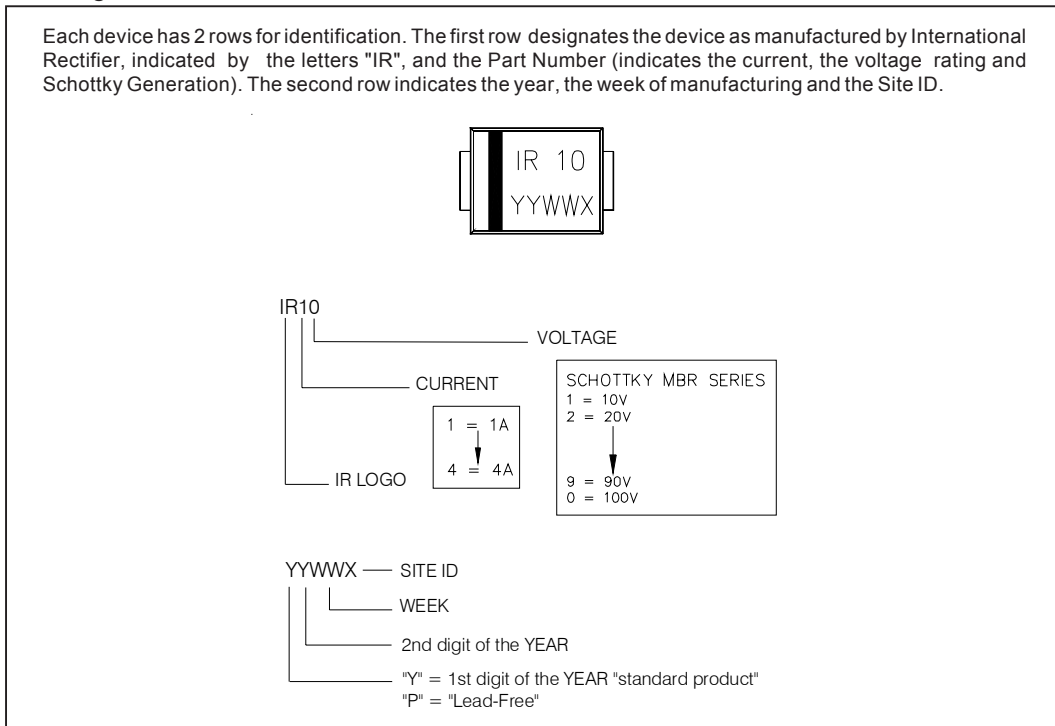 Each device has 2 rows for identification. The first row designates the device as manufactured by International
Rectifier, indicated by the letters "IR", and the Part Number (indicates the current, the voltage rating and
Schottky Generation). The second row indicates the year, the week of manufacturing and the Site ID.
IR 10
YYWWX
IR10
VOLTAGE
CURRENT
1 = 1A
4 = 4A
SCHOTTKY MBR SERIES
1 = 10V
2 = 20V
9 = 90V
0 = 100V
IR LOGO
YYWWX
SITE ID
WEEK
2nd digit of the YEAR
"Y" = 1st digit of the YEAR "standard product"
"P" = "Lead-Free"